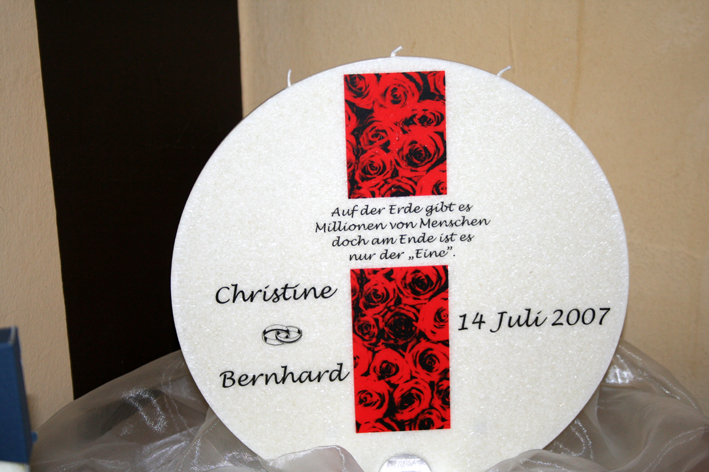 Auf der Erde gibt es
Millionen von Menschen
doch am Ende ist es
nur der „Eine”.
Christine
Bernhard
14 Juli 2007